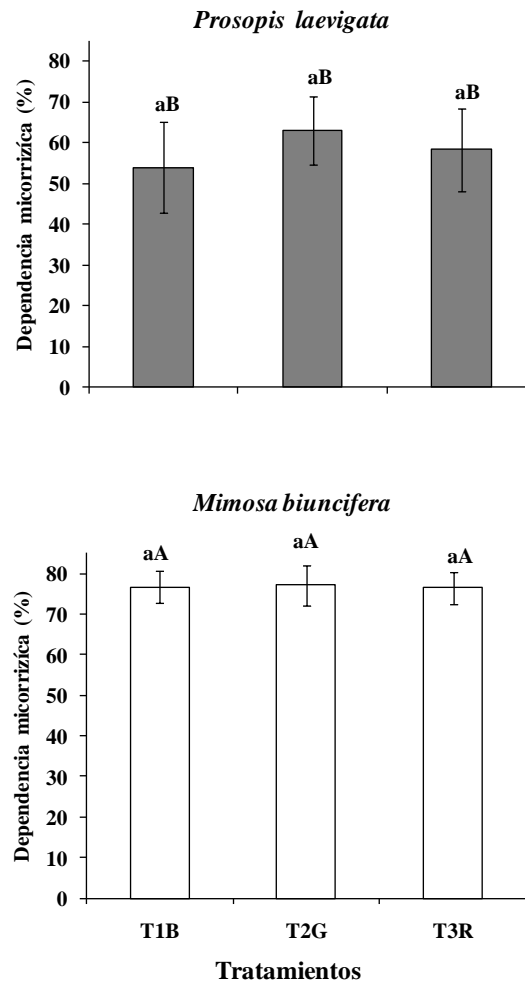 Prosopis laevigata
Dependencia micorrizíca (%)
80
70
60
50
40
30
20
10
0
aB aB aB
Mimosa biuncifera
Dependencia micorrizíca (%)
80
70
60
50
40
30
20
10
0
aA aA aA
T1B T2G T3R
Tratamientos